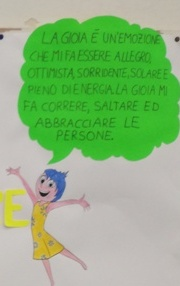 LA GIOIA È UN'EMOZIONE
CHE MI FA ESSERE ALLEGRO,
OTTIMISTA, SORRIDENTE, SOLARE E
PIENO DI ENERGIA. LA GIOIA MI
FA CORRERE, SALTARE ED
ABBRACCIARE LE
PERSONE.
E